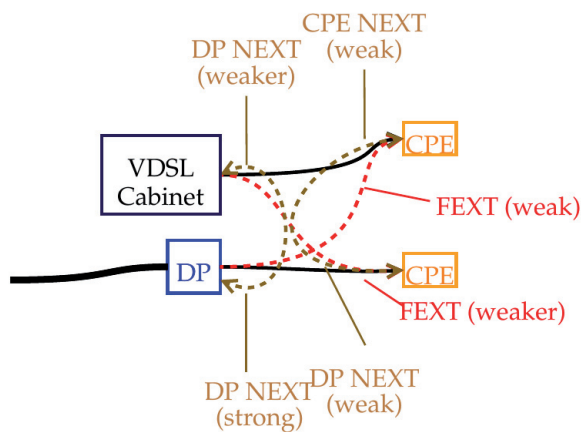 CPE NEXT
(weak)
DP NEXT
(weaker)
VDSL
Cabinet
CPE
FEXT (weak)
DP
CPE
FEXT (weaker)
DP NEXT
(strong)
DP NEXT
(weak)